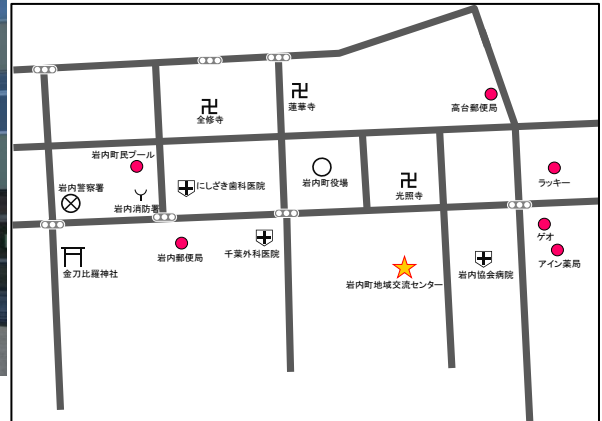 蓮華寺
全修寺
高台郵便局
岩内町民プール
岩内警察署
にしざき歯科医院
岩内町役場
ラッキー
岩内消防署
光照寺
ゲオ
千葉外科医院
岩内郵便局
アイン薬局
金刀比羅神社
岩内協会病院
岩内町地域交流センター